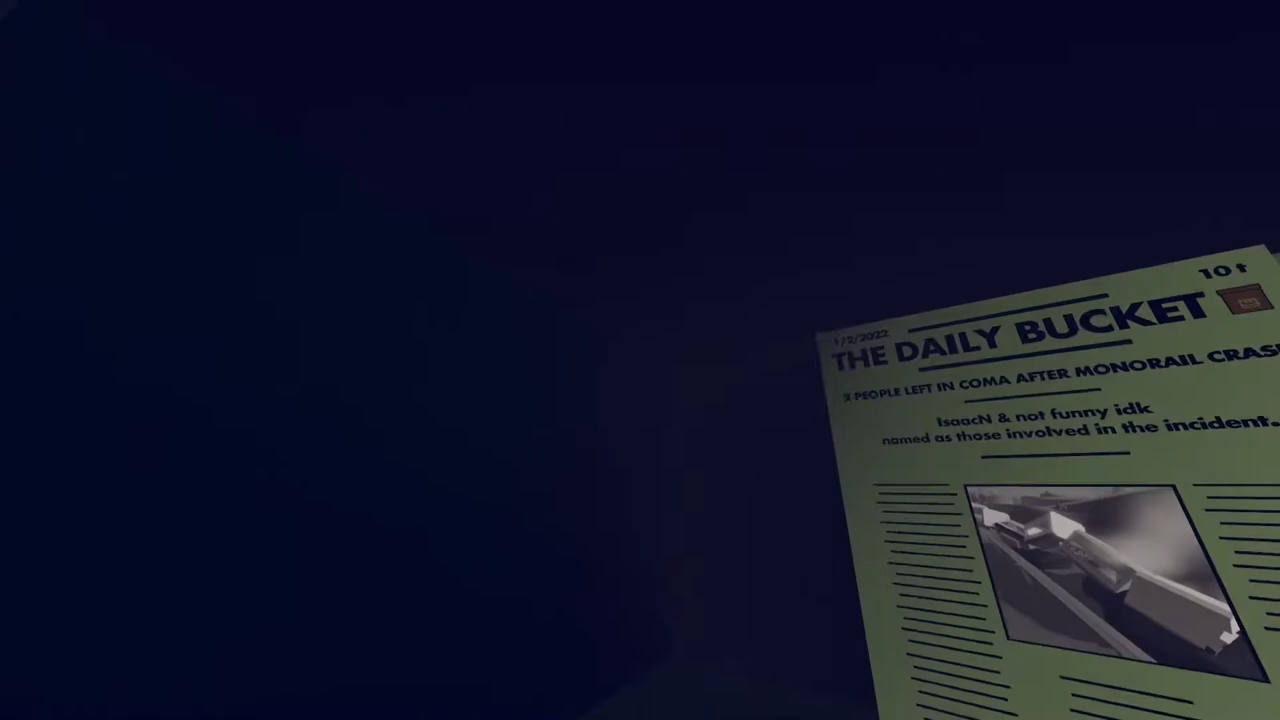 10 t
1/2/2022
THE DAILY BUCKET
PEOPLE LEFT IN COMA AFTER MONORAIL CRASH
IsaacN & not funny idk
named as those involved in the incident.